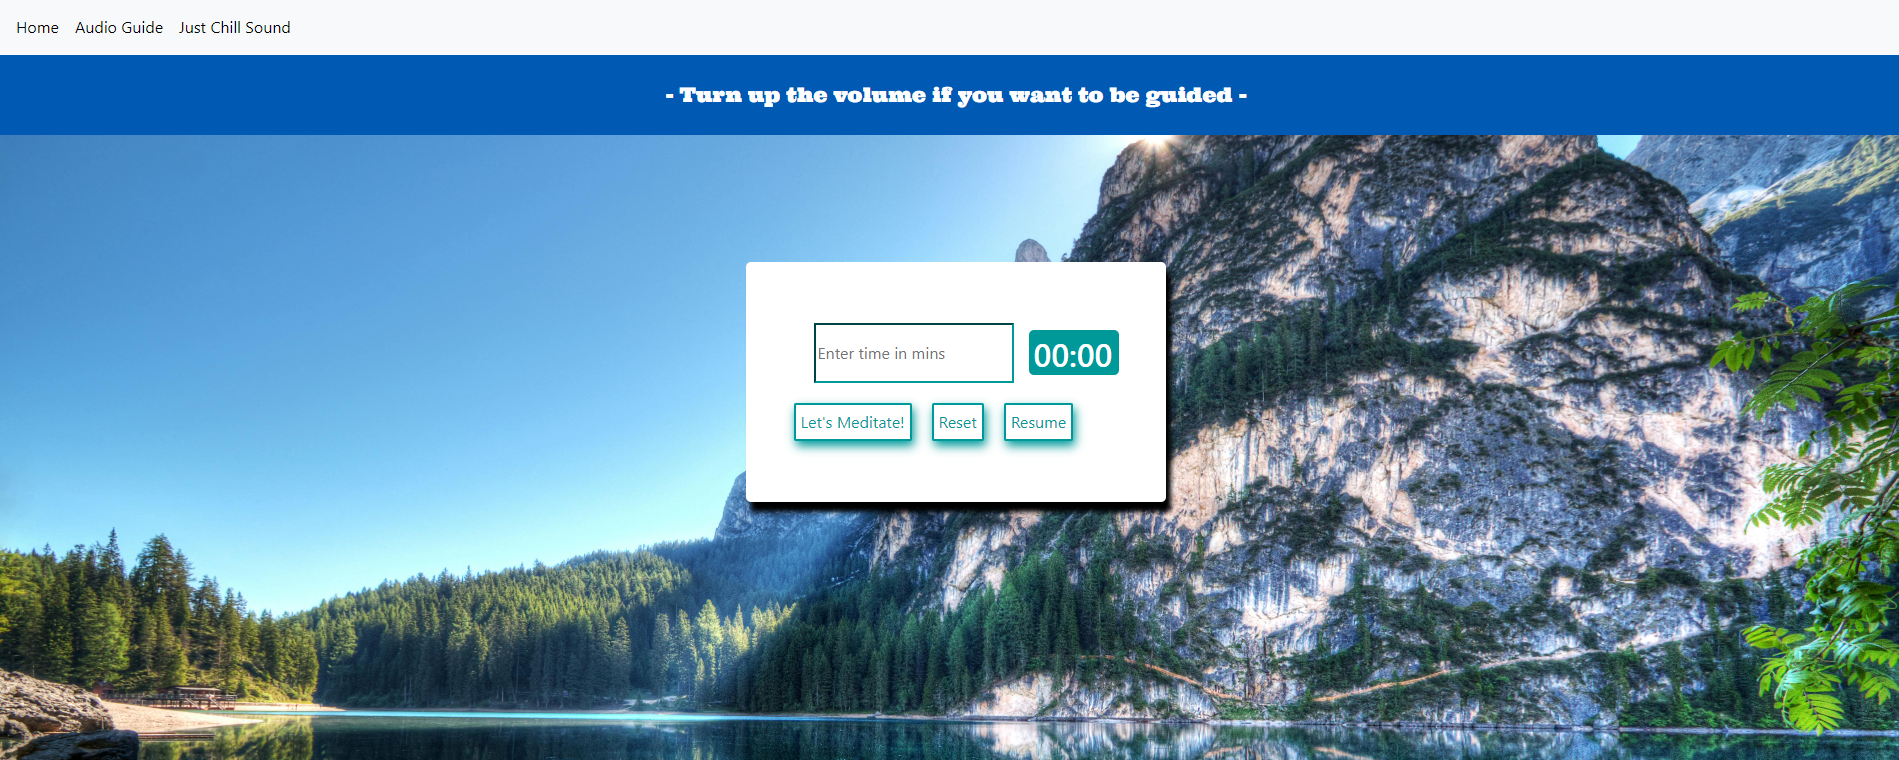 Home Audio Guide Just Chill Sound
- Turn up the volume if you want to be guided -
Enter time in mins 00:00
Let's Meditate! Reset Resume